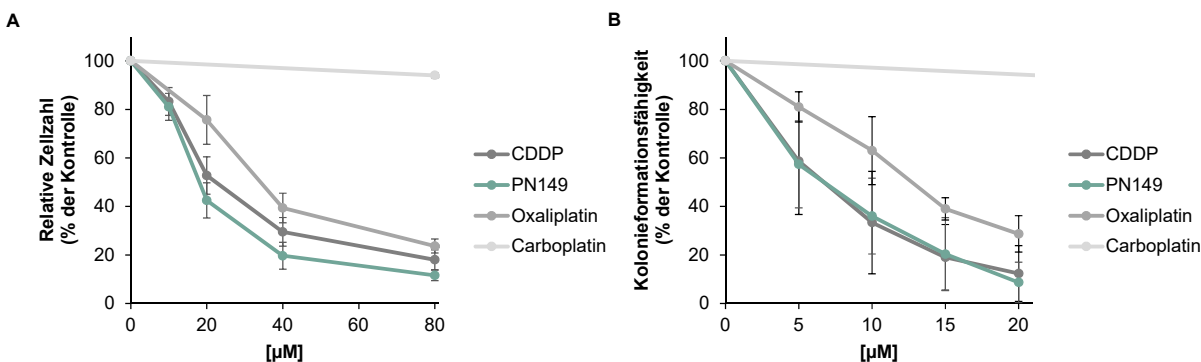 A
Relative Zellzahl
(% der Kontrolle)
100
80
60
40
20
0
0 20 40 60 80
[µM]
CDDP
PN149
Oxaliplatin
Carboplatin
B
Kolonieformationsfähigkeit
(% der Kontrolle)
100
80
60
40
20
0
0 5 10 15 20
[µM]
CDDP
PN149
Oxaliplatin
Carboplatin